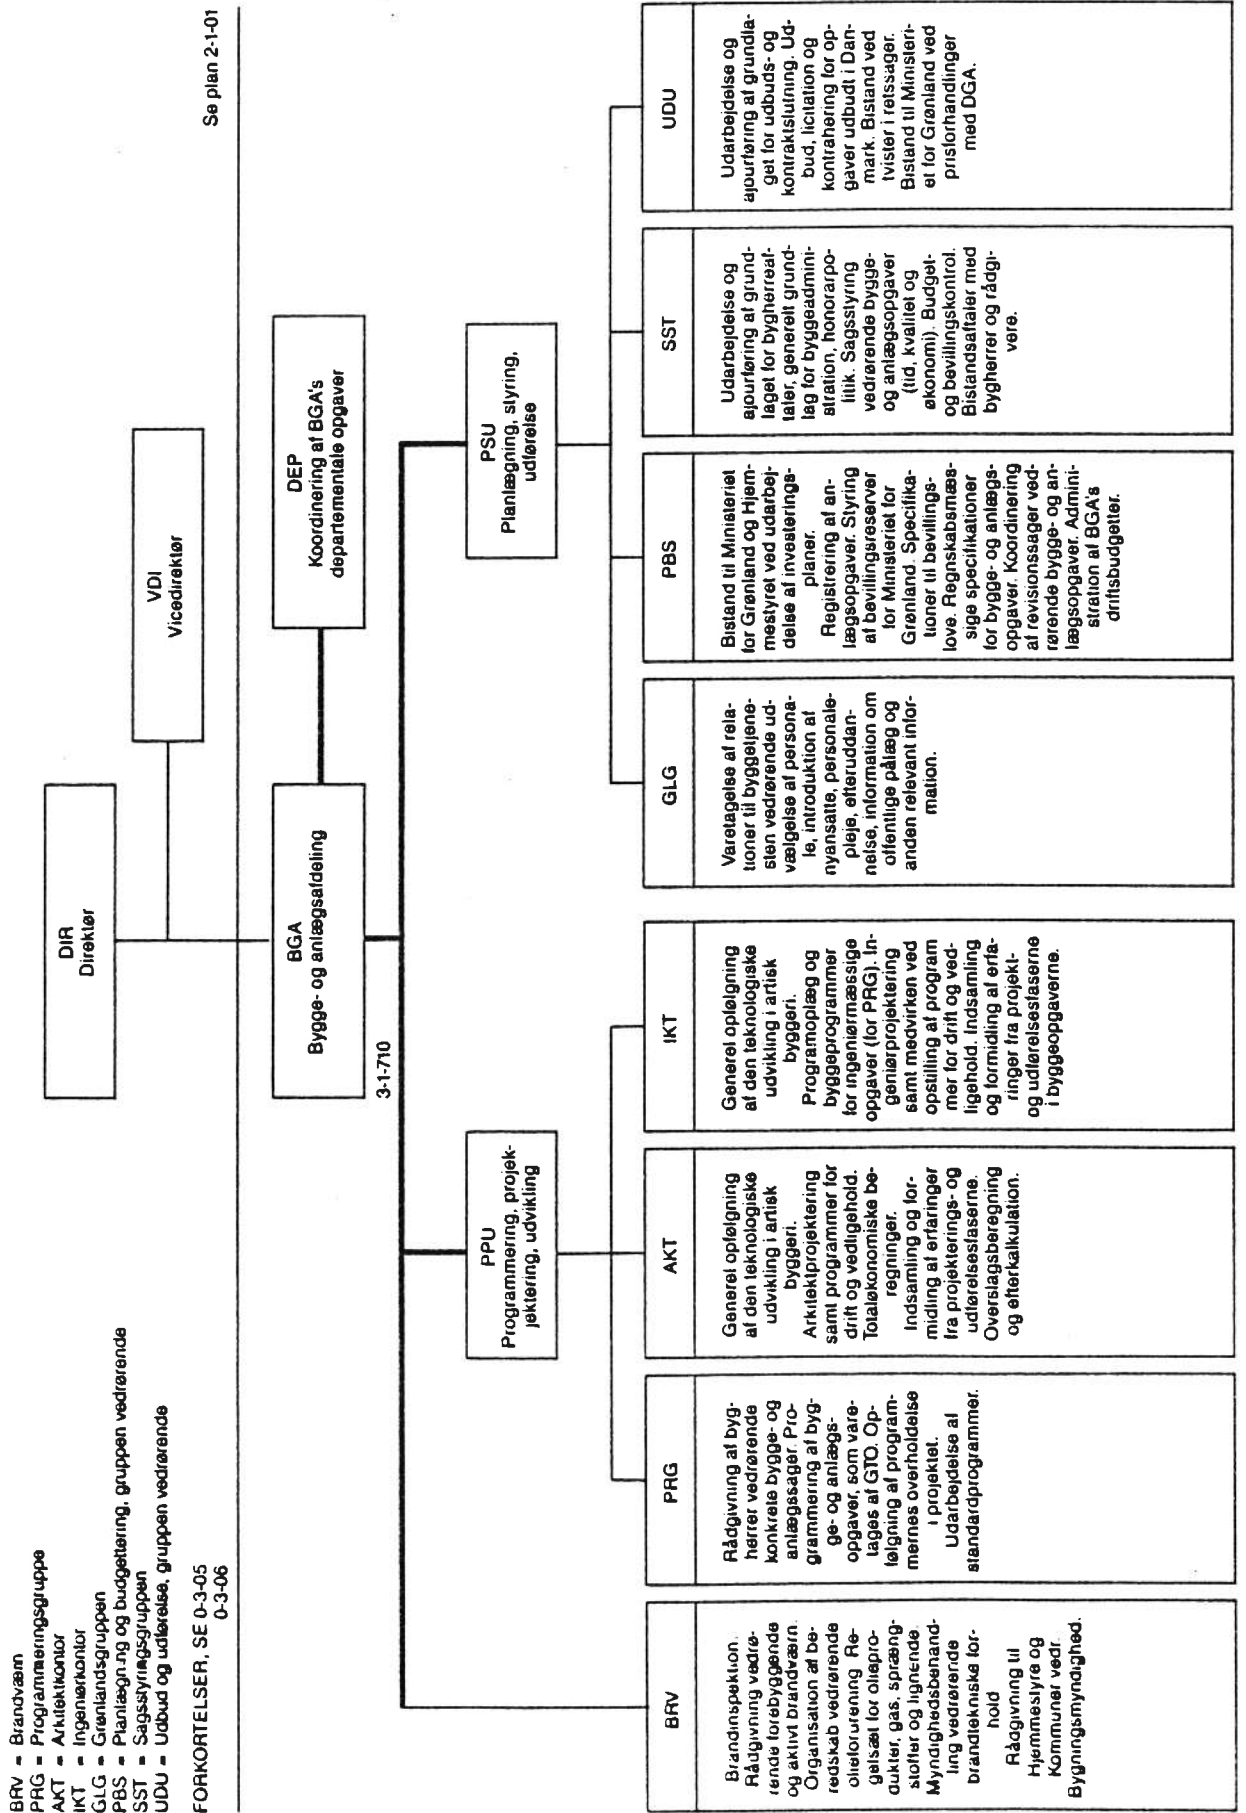 BRV = Brandværn
PRG = Programmeringsgruppe
AKT = Arkitektkontor
IKT = Ingeniørkontor
GLG = Grønlandsgruppen
PBS = Planlægning og budgettering, gruppen vedrørende
SST = Sagsstyringsgruppen
UDU = Udbud og udførelse, gruppen vedrørende
FORKORTELSER, SE 0-3-05
0-3-06
Se plan 2-1-01
DIR
Direktør
VDI
Vicedirektør
BGA
Bygge- og anlægsafdeling
3-1-710
DEP
Koordinering af BGA's
departementale opgaver
PPU
Programmering, projek-
jektering, udvikling
PSU
Planlægning, styring,
udførelse
BRV
Brandinspektion.
Rådgivning vedrø-
rende forebyggende
og aktivt brandværn.
Organisation af be-
redskab vedrørende
olieforurening Re-
gelsæt for oliepro-
dukter, gas, spræng-
stoffer og lignende.
Myndighedsbehand-
ling vedrørende
brandtekniske for-
hold
Rådgivning til
Hjemmestyre og
Kommuner vedr.
Bygningsmyndighed.
PRG
Rådgivning af byg-
herrer vedrørende
konkrete bygge- og
anlægssager. Pro-
grammering af byg-
ge- og anlægs-
opgaver, som vare-
tages af GTO. Op-
følgning af program-
mernes overholdelse
i projektet.
Udarbejdelse af
standardprogrammer.
AKT
Generel opfølgning
af den teknologiske
udvikling i artisk
byggeri.
Arkitektprojektering
samt programmer for
drift og vedligehold.
Totaløkonomiske be-
regninger.
Indsamling og for-
midling af erfaringer
fra projekterings- og
udførelsesfaserne.
Overslagsberegning
og efterkalkulation.
IKT
Generel opfølgning
af den teknologiske
udvikling i artisk
byggeri.
Programoplæg og
byggeprogrammer
for ingeniørmæssige
opgaver (for PRG). In-
geniørprojektering
samt medvirken ved
opstilling af program
mer for drift og ved-
ligehold. Indsamling
og formidling af erfa-
ringer fra projekt-
og udførelsesfaserne
i byggeopgaverne.
GLG
Varetagelse af rela-
tioner til byggetjene-
sten vedrørende ud-
vælgelse af persona-
le, introduktion af
nyansatte, personale-
pleje, efteruddan-
nelse, information om
offentlige pålæg og
anden relevant infor-
mation.
PBS
Bistand til Ministeriet
for Grønland og Hjem-
mestyret ved udarbej-
delse af investerings-
planer.
Registrering af an-
lægsopgaver. Styring
af bevillingsreserver
for Ministeriet for
Grønland. Specifika-
tioner til bevillings-
love. Regnskabsmæs-
sige specifikationer
for bygge- og anlægs-
opgaver. Koordinering
af revisionssager ved-
rørende bygge- og an-
lægsopgaver. Admini-
stration af BGA's
driftsbudgetter.
SST
Udarbejdelse og
ajourføring af grund-
laget for bygherreaf-
taler, generelt grund-
lag for byggeadmini-
stration, honorarpo-
litik. Sagsstyring
vedrørende bygge-
og anlægsopgaver
(tid, kvalitet og
økonomi). Budget-
og bevillingskontrol.
Bistandsaftaler med
bygherrer og rådgi-
vere.
UDU
Udarbejdelse og
ajourføring af grundla-
get for udbuds- og
kontraktslutning. Ud-
bud, licitation og
kontrahering for op-
gaver udbudt i Dan-
mark. Bistand ved
tvister i retssager.
Bistand til Ministeri-
et for Grønland ved
prisforhandlinger
med DGA.